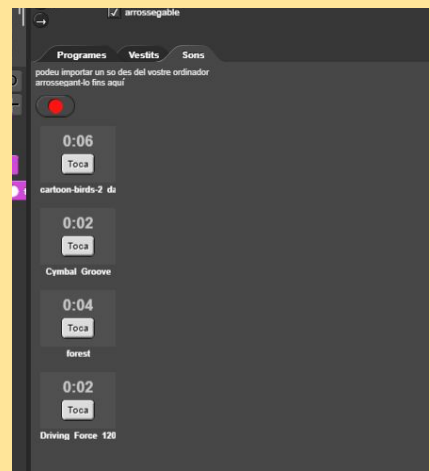 arrossegable
Programes Vestits Sons
podeu importar un so des del vostre ordinador
arrossegant-lo fins aquí
0:06
Toca
cartoon-birds-2 da
0:02
Toca
Cymbal Groove
0:04
Toca
forest
0:02
Toca
Driving Force 120